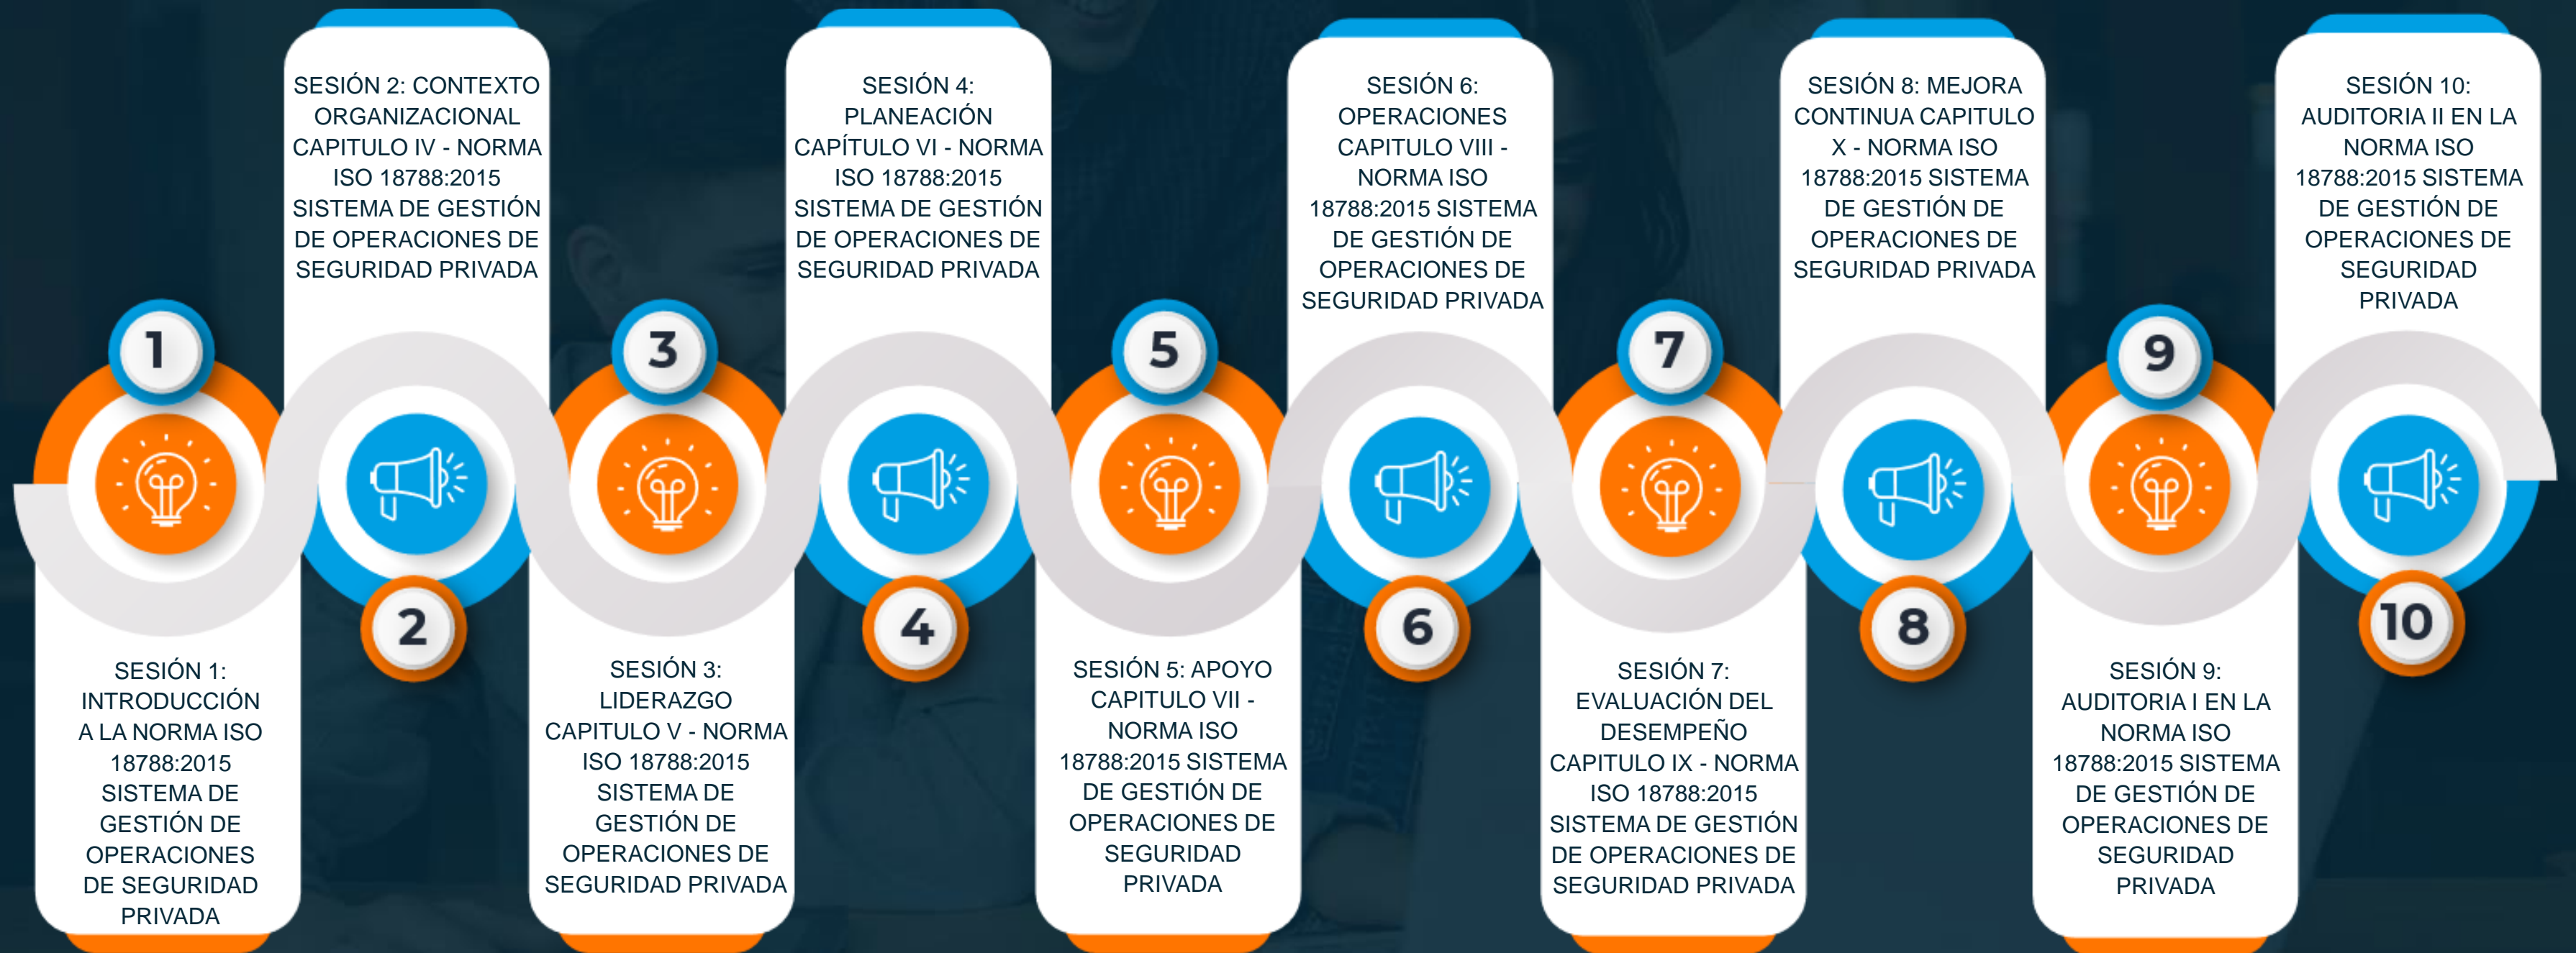 1
SESIÓN 1:
INTRODUCCIÓN
A LA NORMA ISO
18788:2015
SISTEMA DE
GESTIÓN DE
OPERACIONES
DE SEGURIDAD
PRIVADA
SESIÓN 2: CONTEXTO
ORGANIZACIONAL
CAPITULO IV - NORMA
ISO 18788:2015
SISTEMA DE GESTIÓN
DE OPERACIONES DE
SEGURIDAD PRIVADA
2
3
SESIÓN 3:
LIDERAZGO
CAPITULO V - NORMA
ISO 18788:2015
SISTEMA DE
GESTIÓN DE
OPERACIONES DE
SEGURIDAD PRIVADA
SESIÓN 4:
PLANEACIÓN
CAPÍTULO VI - NORMA
ISO 18788:2015
SISTEMA DE GESTIÓN
DE OPERACIONES DE
SEGURIDAD PRIVADA
4
5
SESIÓN 5: APOYO
CAPITULO VII -
NORMA ISO
18788:2015 SISTEMA
DE GESTIÓN DE
OPERACIONES DE
SEGURIDAD
PRIVADA
SESIÓN 6:
OPERACIONES
CAPITULO VIII -
NORMA ISO
18788:2015 SISTEMA
DE GESTIÓN DE
OPERACIONES DE
SEGURIDAD PRIVADA
6
7
SESIÓN 7:
EVALUACIÓN DEL
DESEMPEÑO
CAPITULO IX - NORMA
ISO 18788:2015
SISTEMA DE GESTIÓN
DE OPERACIONES DE
SEGURIDAD PRIVADA
SESIÓN 8: MEJORA
CONTINUA CAPITULO
X - NORMA ISO
18788:2015 SISTEMA
DE GESTIÓN DE
OPERACIONES DE
SEGURIDAD PRIVADA
8
9
SESIÓN 9:
AUDITORIA I EN LA
NORMA ISO
18788:2015 SISTEMA
DE GESTIÓN DE
OPERACIONES DE
SEGURIDAD
PRIVADA
SESIÓN 10:
AUDITORIA II EN LA
NORMA ISO
18788:2015 SISTEMA
DE GESTIÓN DE
OPERACIONES DE
SEGURIDAD
PRIVADA
10